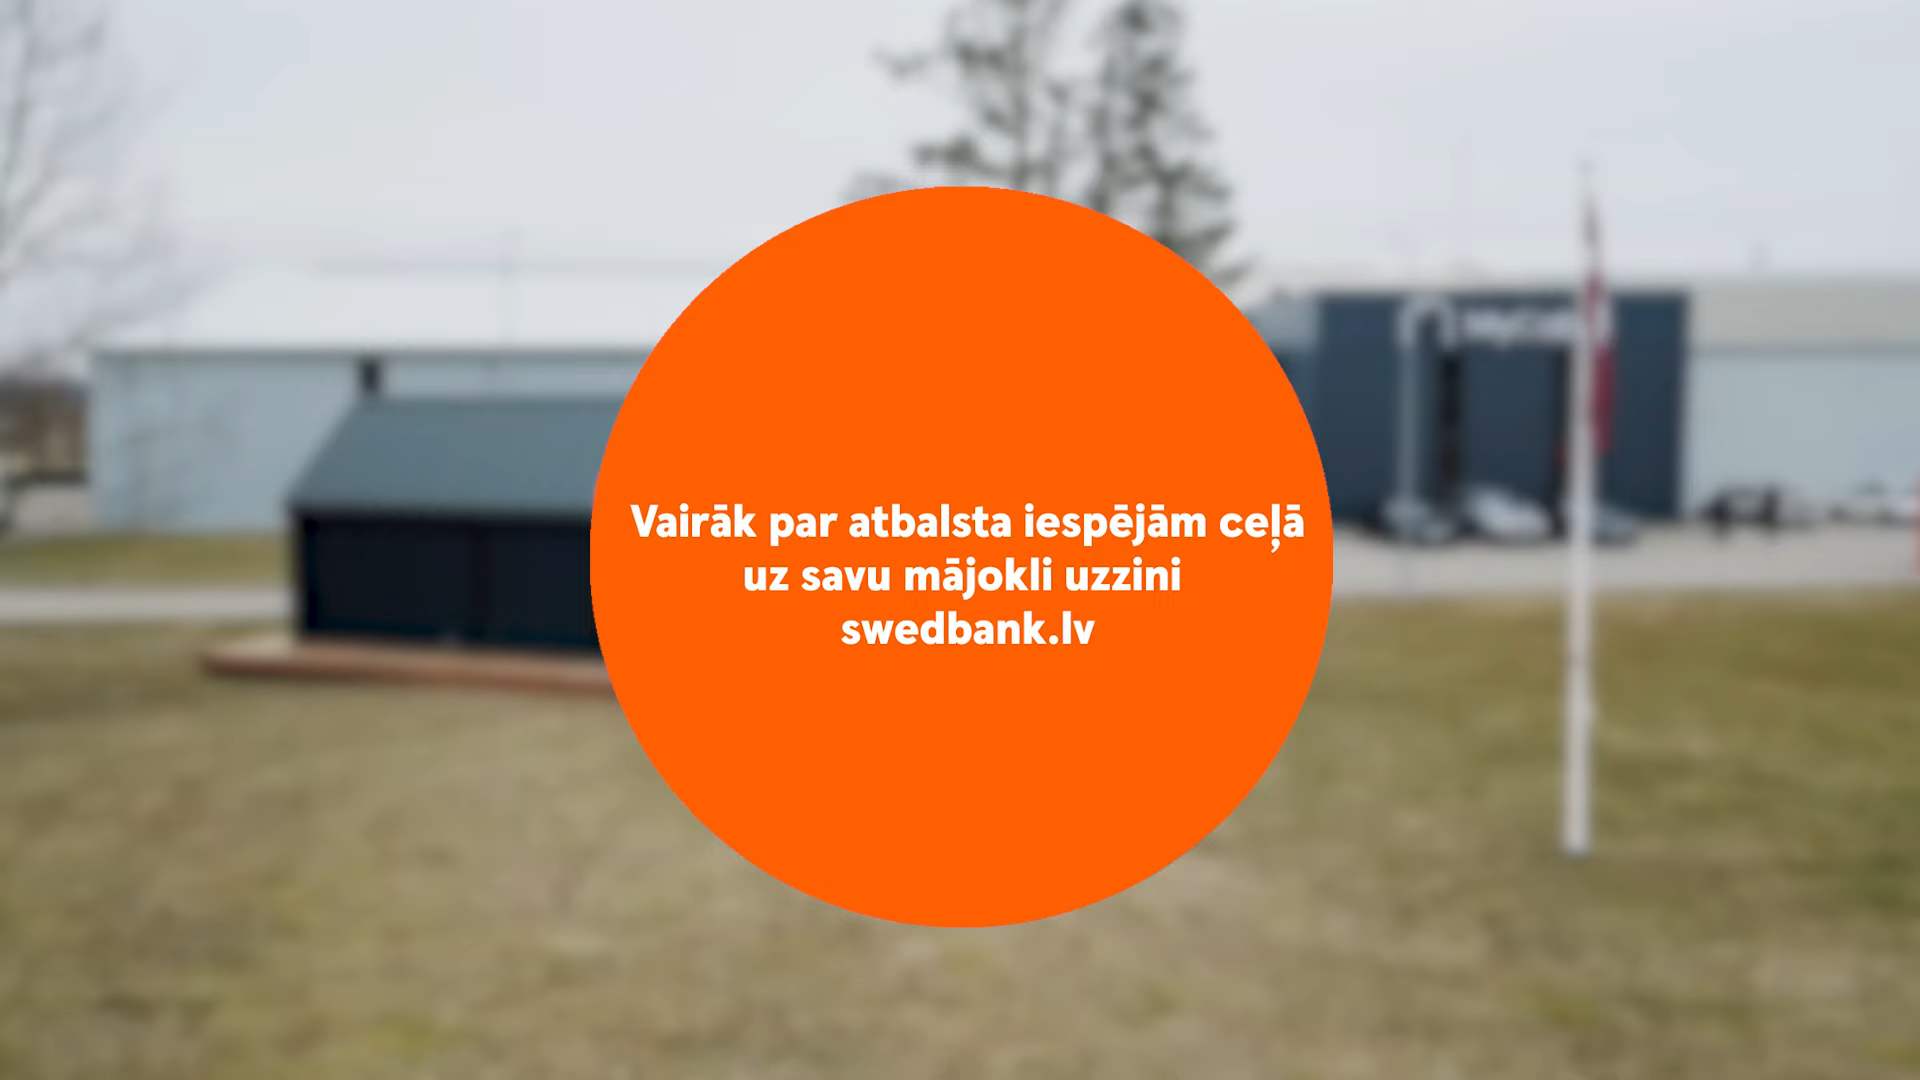 Vairāk par atbalsta iespējām ceļā
uz savu mājokli uzzini
swedbank.lv